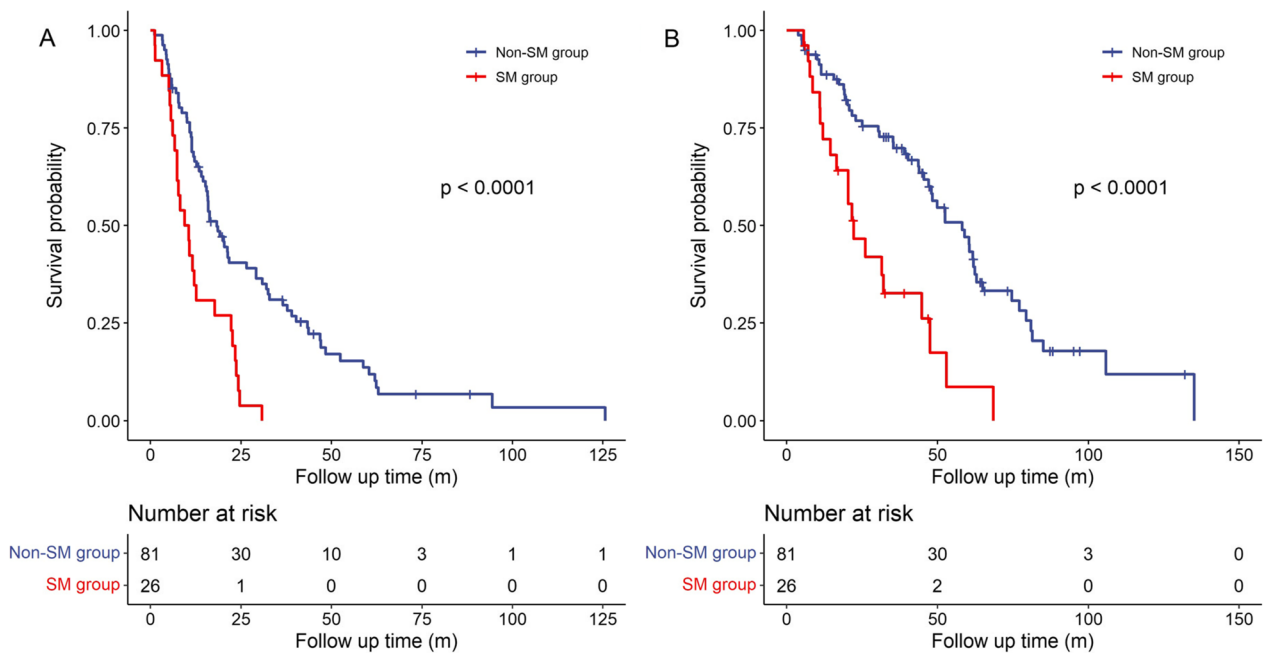 A
1.00
0.75
0.50
0.25
0.00
Survival probability
Non-SM group
SM group
p < 0.0001
0 25 50 75 100 125
Follow up time (m)
Number at risk
Non-SM group 81 30 10 3 1 1
SM group 26 1 0 0 0 0
0 25 50 75 100 125
Follow up time (m)
B
1.00
0.75
0.50
0.25
0.00
Survival probability
Non-SM group
SM group
p < 0.0001
0 50 100 150
Follow up time (m)
Number at risk
Non-SM group 81 30 3 0
SM group 26 2 0 0
0 50 100 150
Follow up time (m)